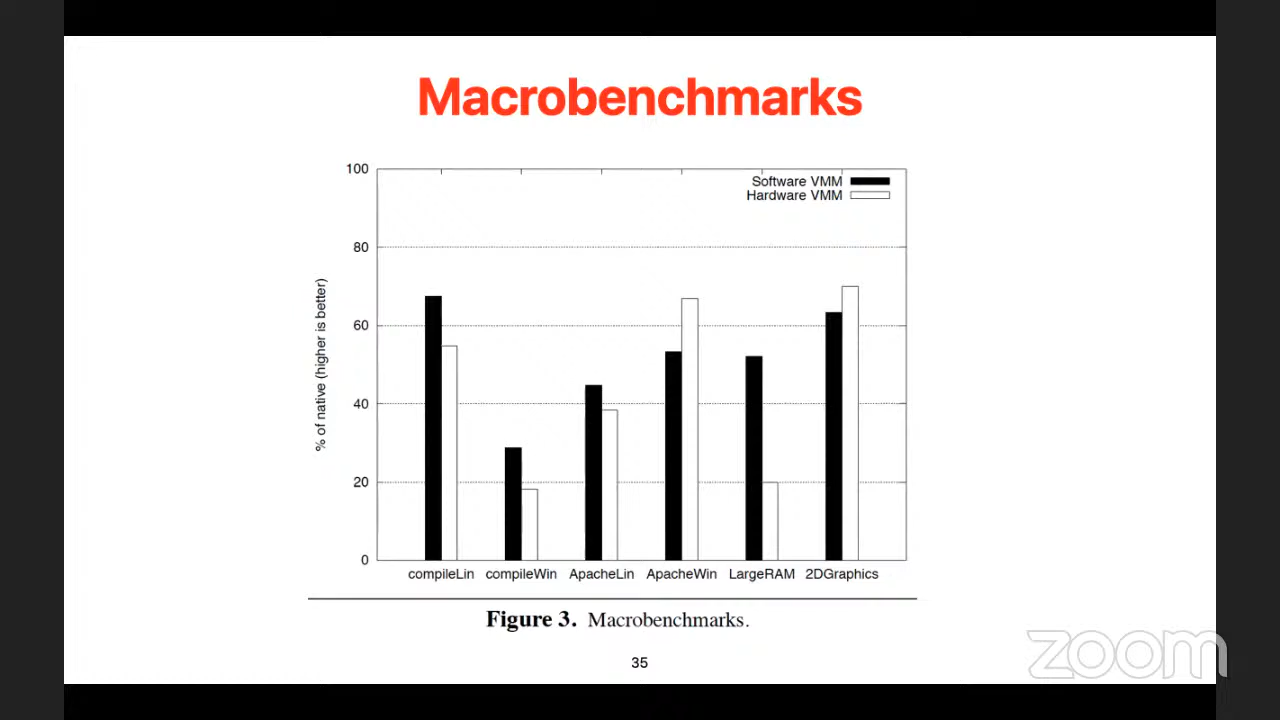 Macrobenchmarks
100
80
60
40
20
0
% of native (higher is better)
Software VMM
Hardware VMM
compileLin compileWin ApacheLin ApacheWin LargeRAM 2DGraphics
Figure 3. Macrobenchmarks.
35
zoom